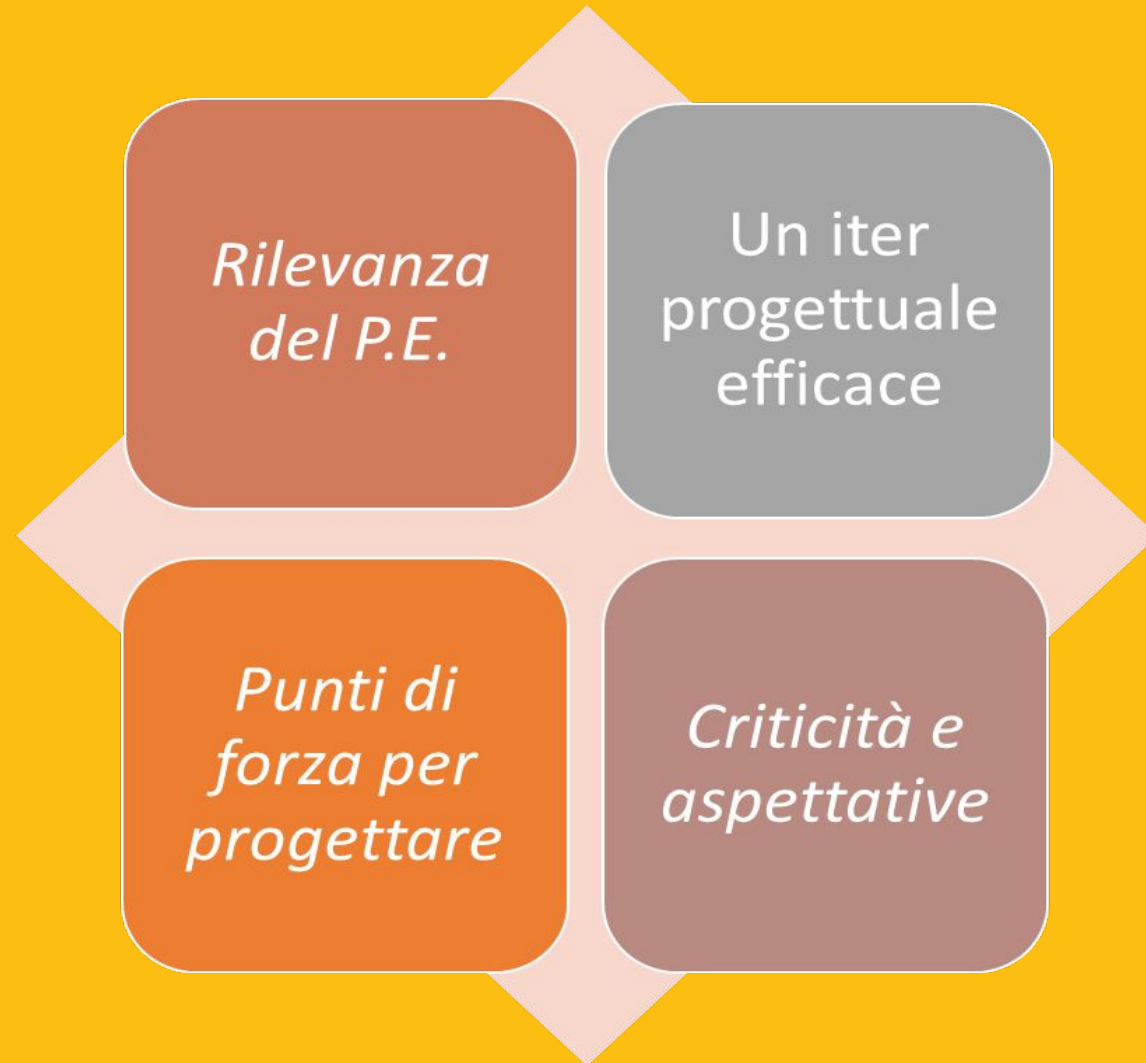 Rilevanza
del P.E.
Un iter
progettuale
efficace
Punti di
forza per
progettare
Criticità e
aspettative